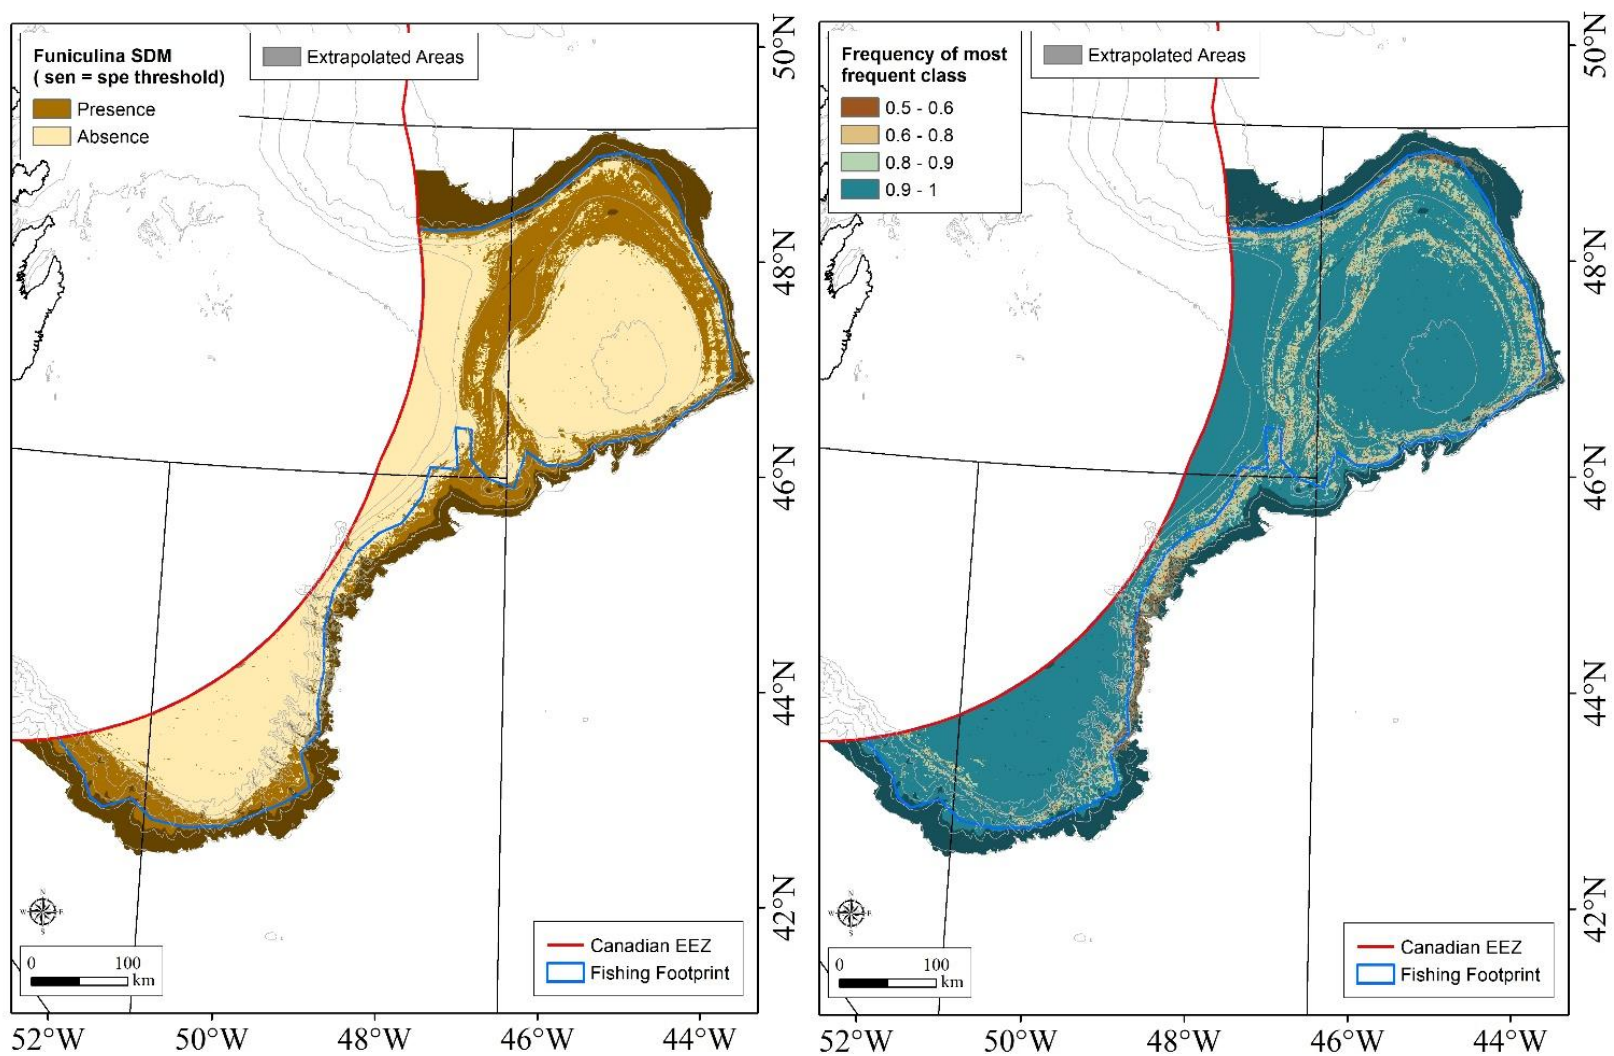 Funiculina SDM
( sen = spe threshold)
Presence
Absence
Extrapolated Areas
50°N
48°N
46°N
44°N
42°N
N
W E
S
0 100
km
Canadian EEZ
Fishing Footprint
52°W 50°W 48°W 46°W 44°W
Frequency of most
frequent class
0.5 - 0.6
0.6 - 0.8
0.8 - 0.9
0.9 - 1
Extrapolated Areas
50°N
48°N
46°N
44°N
42°N
N
W E
S
0 100
km
Canadian EEZ
Fishing Footprint
52°W 50°W 48°W 46°W 44°W